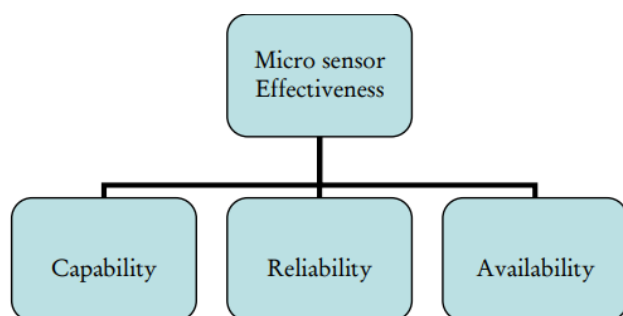 Micro sensor
Effectiveness
Capability
Reliability
Availability